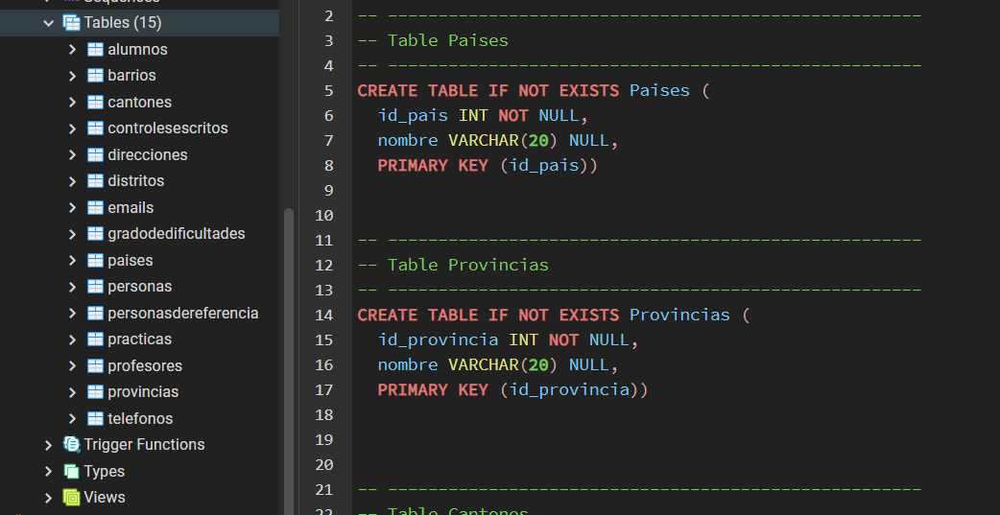 Sequences
Tables (15)
alumnos
barrios
cantones
controlesescritos
direcciones
distritos
emails
gradodedificultades
paises
personas
personasdereferencia
practicas
profesores
provincias
telefonos
Trigger Functions
Types
Views
2 -- -----------------------------------------------------
3 -- Table Paises
4 -- -----------------------------------------------------
5 CREATE TABLE IF NOT EXISTS Paises (
6 id_pais INT NOT NULL,
7 nombre VARCHAR(20) NULL,
8 PRIMARY KEY (id_pais))
9
10
11 -- -----------------------------------------------------
12 -- Table Provincias
13 -- -----------------------------------------------------
14 CREATE TABLE IF NOT EXISTS Provincias (
15 id_provincia INT NOT NULL,
16 nombre VARCHAR(20) NULL,
17 PRIMARY KEY (id_provincia))
18
19
20
21 -- -----------------------------------------------------
22 -- Table Cantones